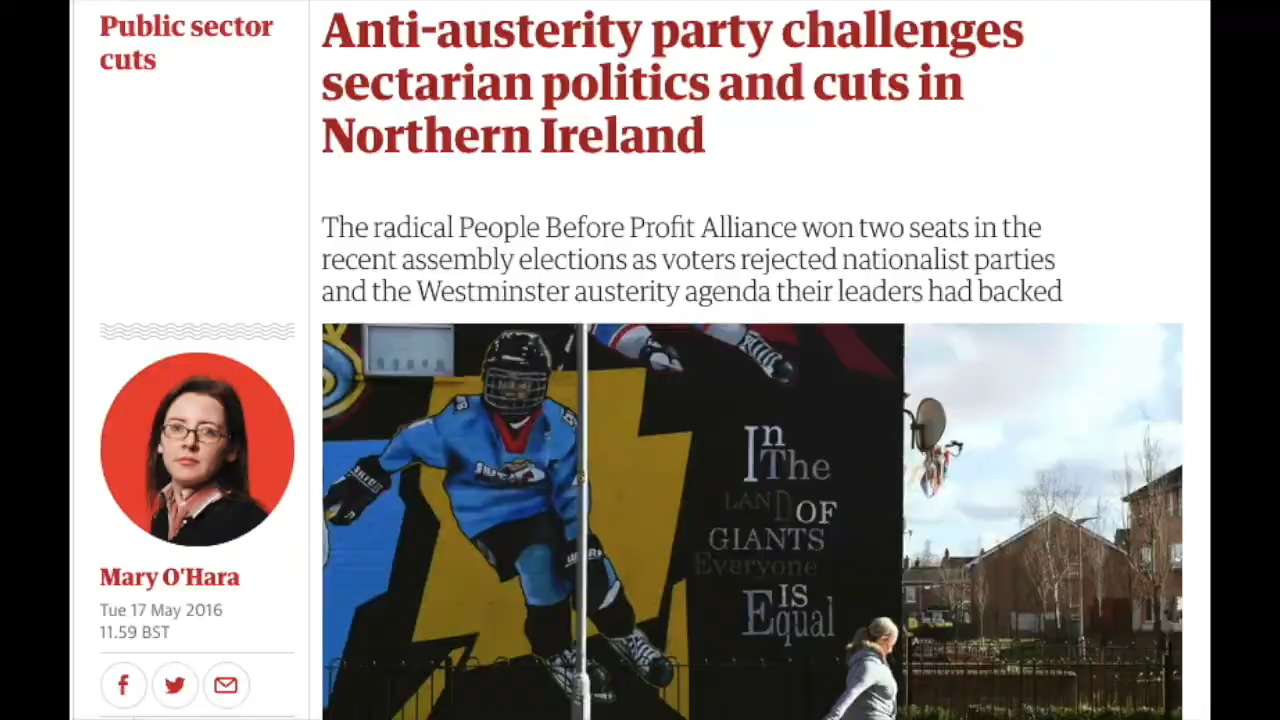 Public sector
cuts
Anti-austerity party challenges
sectarian politics and cuts in
Northern Ireland
The radical People Before Profit Alliance won two seats in the
recent assembly elections as voters rejected nationalist parties
and the Westminster austerity agenda their leaders had backed
Mary O'Hara
Tue 17 May 2016
11.59 BST
In
The
LAND OF
GIANTS
Everyone
IS
Equal